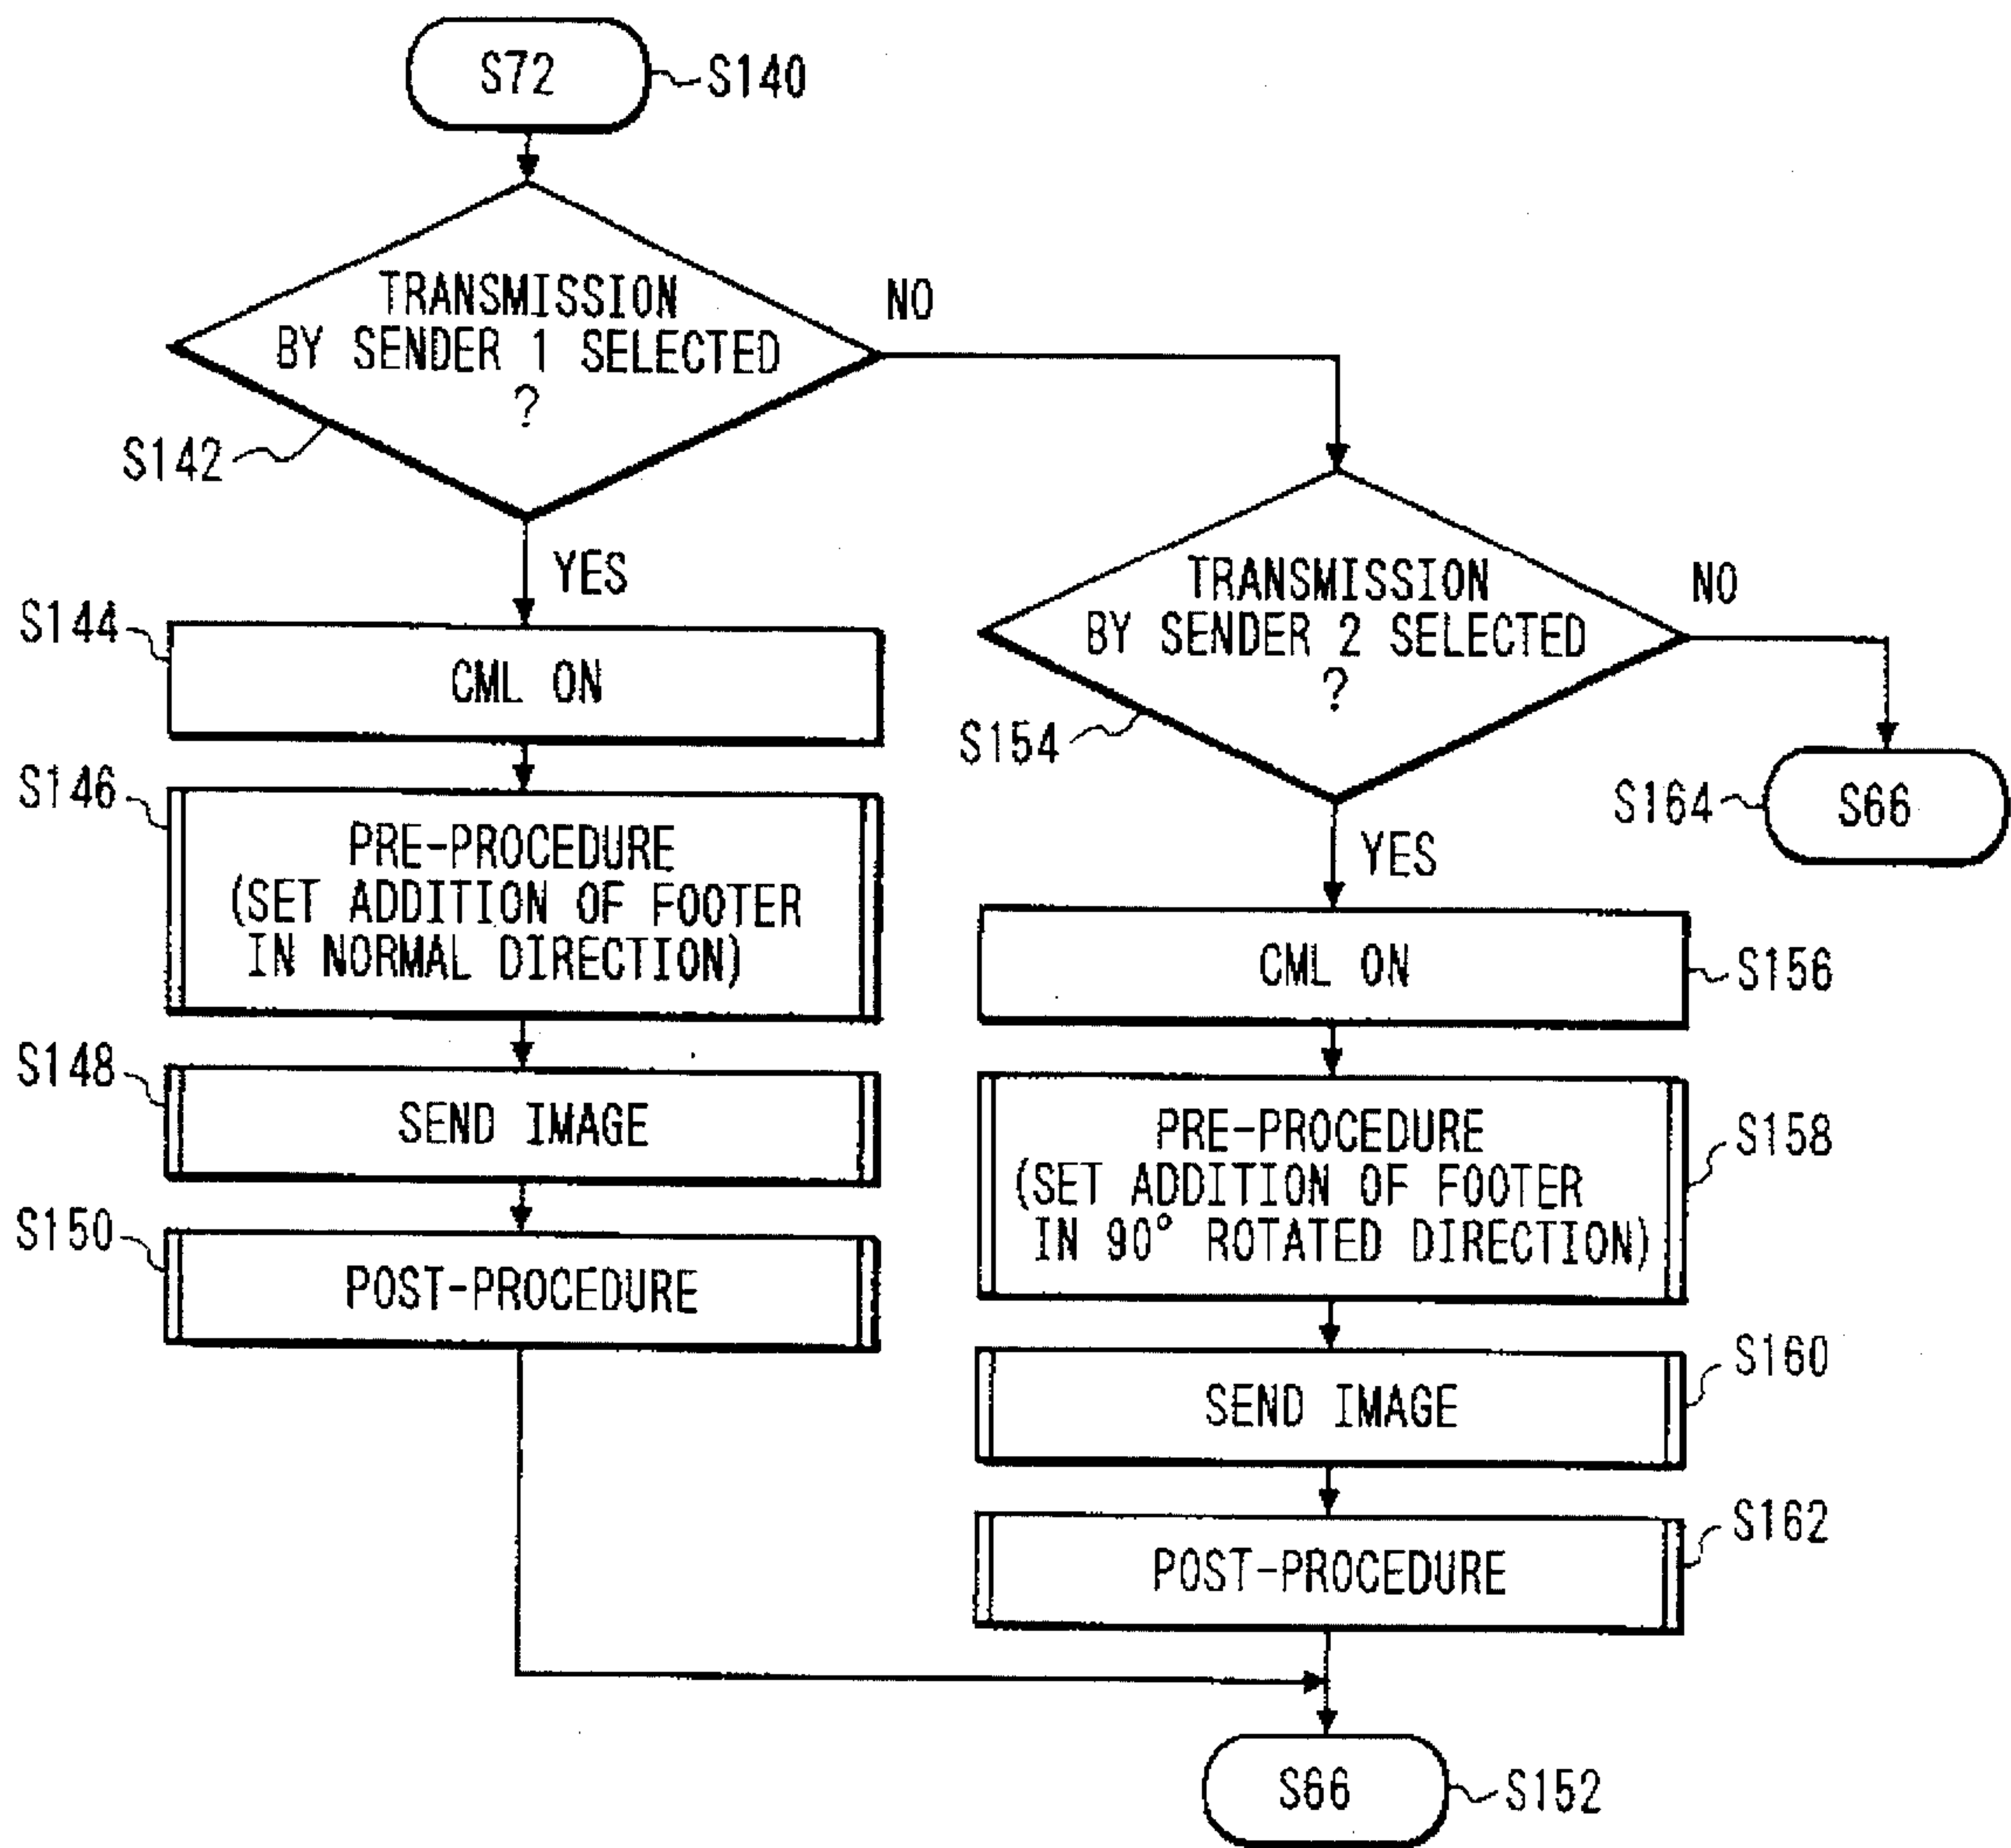 S72
S140
TRANSMISSION
BY SENDER 1 SELECTED
?
NO
S142
YES
S144
CML ON
S146
PRE-PROCEDURE
(SET ADDITION OF FOOTER
IN NORMAL DIRECTION)
S148
SEND IMAGE
S150
POST-PROCEDURE
TRANSMISSION
BY SENDER 2 SELECTED
?
NO
S154
S164
S66
YES
CML ON
S156
PRE-PROCEDURE
(SET ADDITION OF FOOTER
IN 90° ROTATED DIRECTION)
S158
SEND IMAGE
S160
POST-PROCEDURE
S162
S66
S152